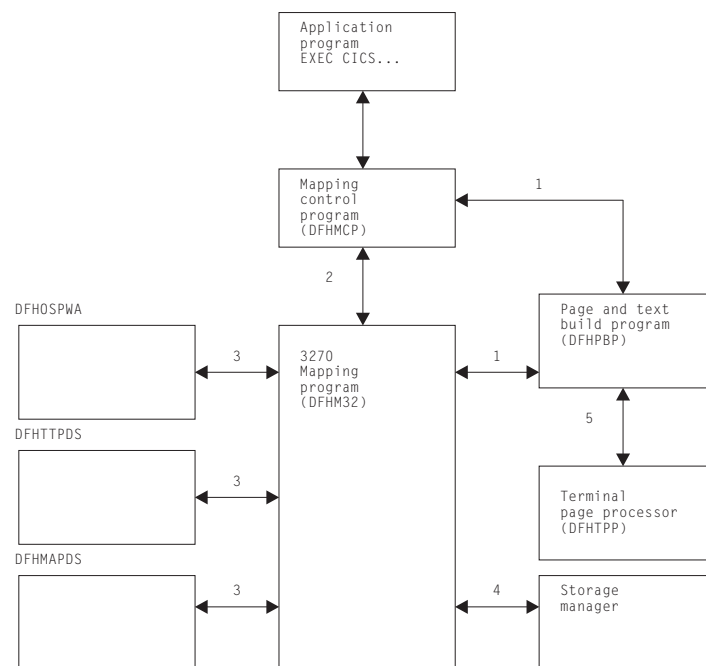 Application
program
EXEC CICS...
Mapping
control
program
(DFHMCP)
1
2
DFHOSPWA
Page and text
build program
(DFHPBP)
3
3270
Mapping
program
(DFHM32)
1
5
DFHTTPDS
3
Terminal
page processor
(DFHTPP)
DFHMAPDS
3
4
Storage
manager